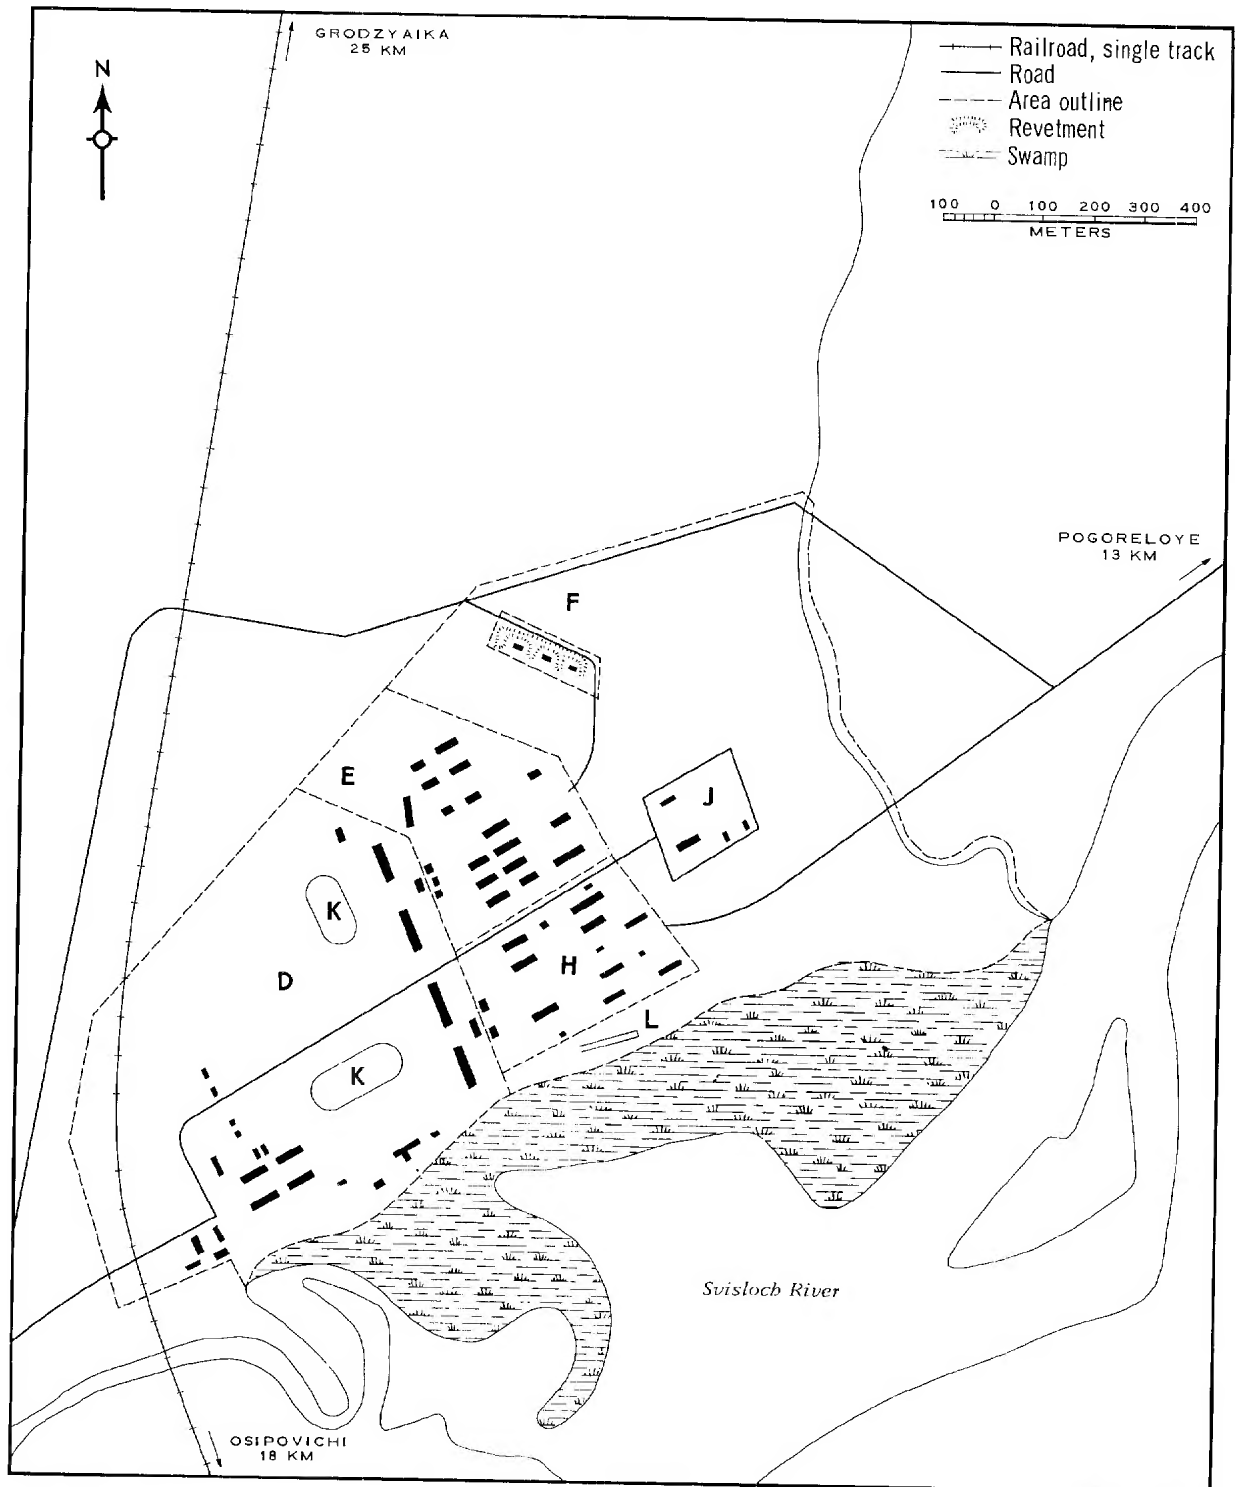 GRODZYAIKA
25 KM
N
Railroad, single track
Road
Area outline
Revetment
Swamp
100 0 100 200 300 400
METERS
POGORELOYE
13 KM
F
E
J
K
D
H
L
K
Svisloch River
OSIPOVICHI
18 KM